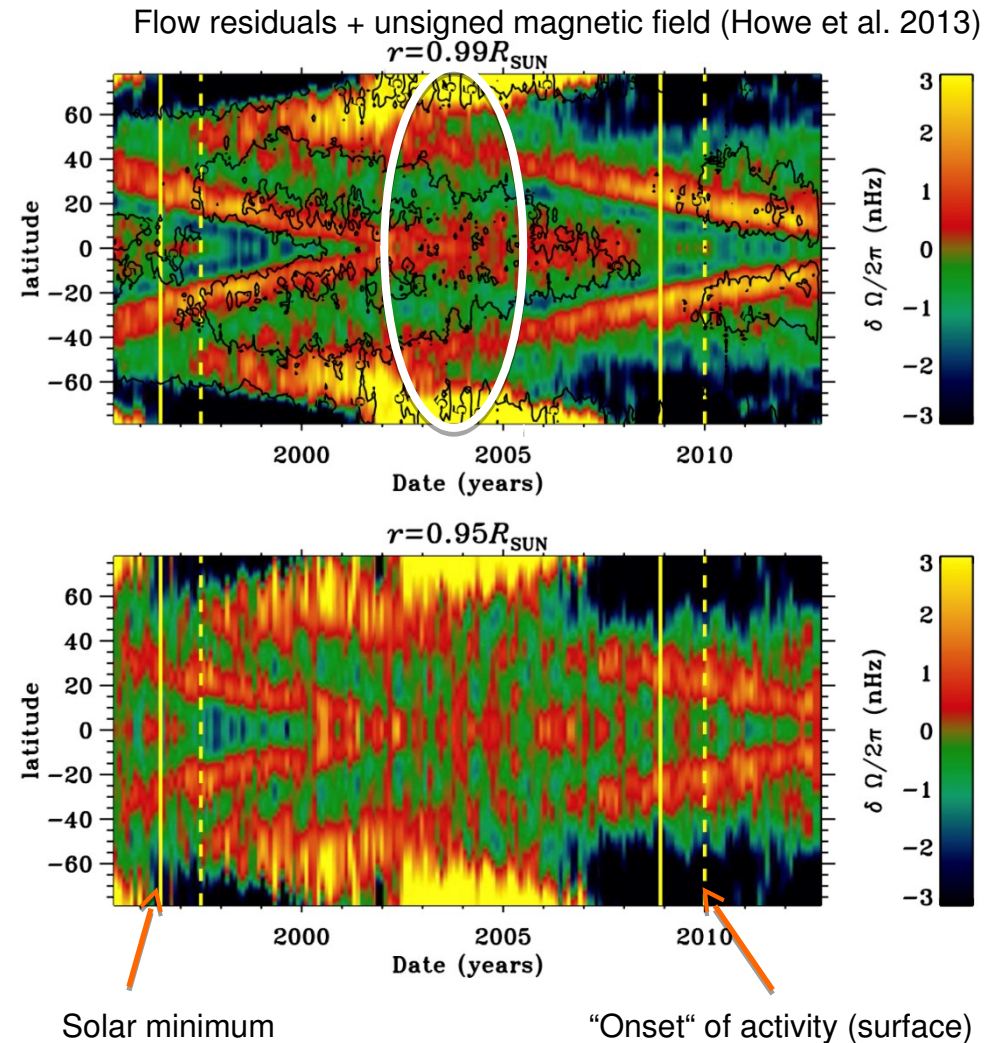 Flow residuals + unsigned magnetic field (Howe et al. 2013)
r=0.99R_SUN
60
40
20
0
−20
−40
−60
latitude
2000 2005 2010
Date (years)
3
2
1
0
−1
−2
−3
δ Ω/2π (nHz)
r=0.95R_SUN
60
40
20
0
−20
−40
−60
latitude
2000 2005 2010
Date (years)
3
2
1
0
−1
−2
−3
δ Ω/2π (nHz)
Solar minimum “Onset“ of activity (surface)